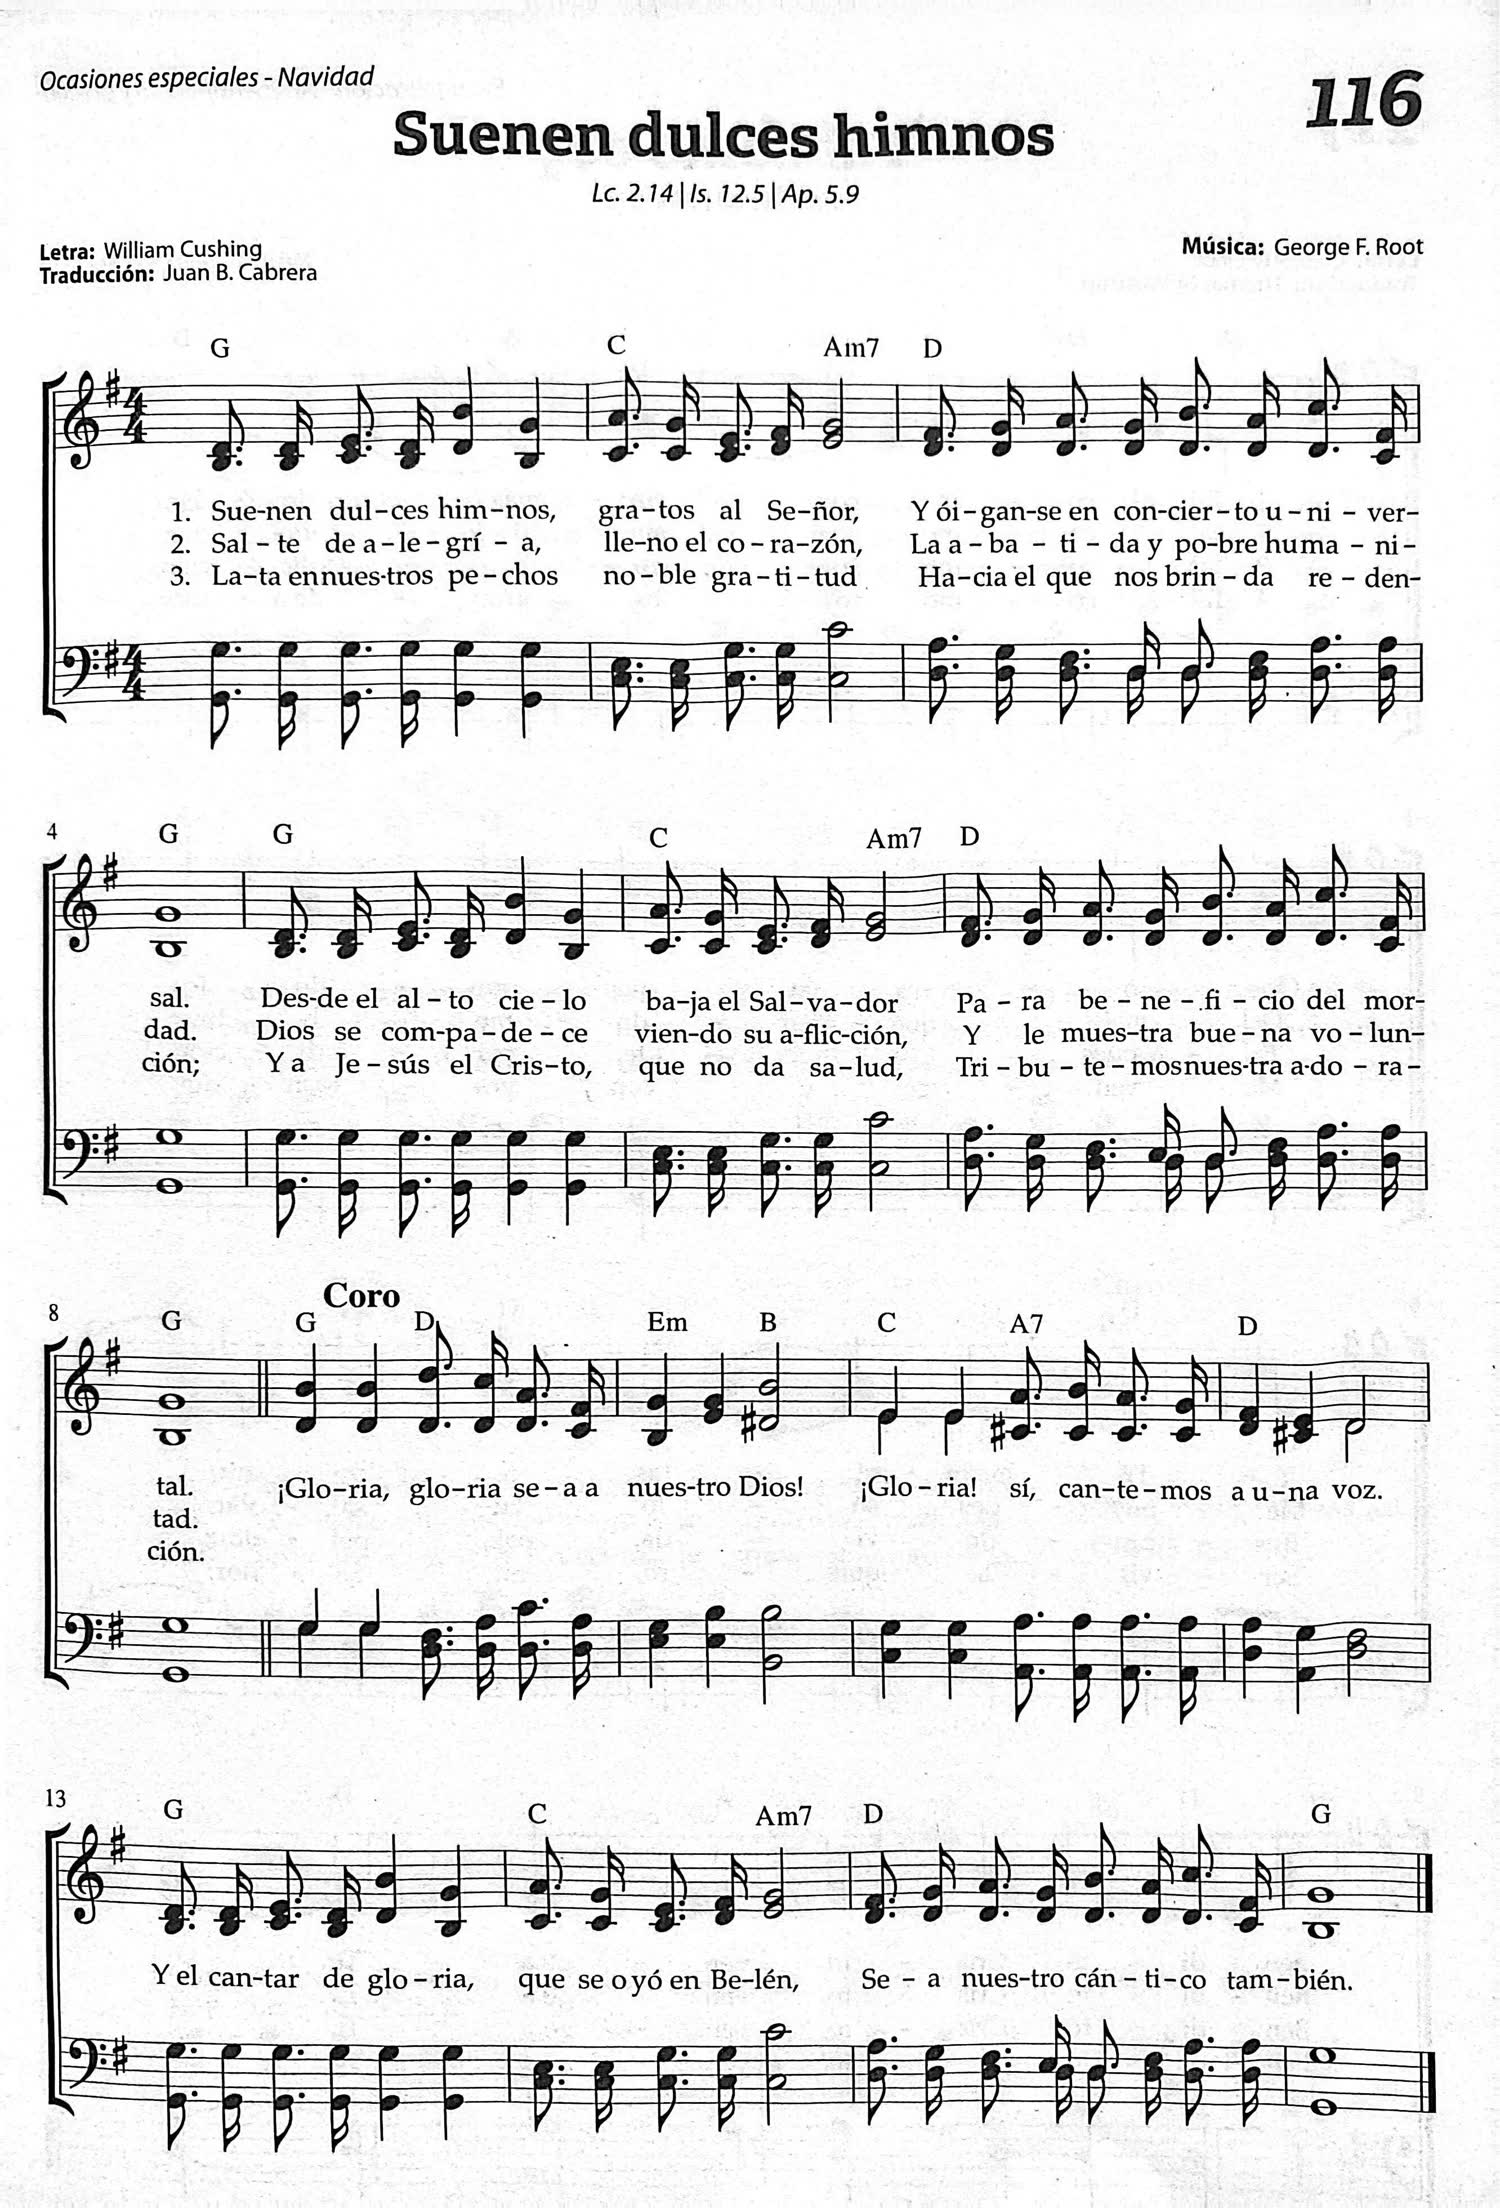 Ocasiones especiales - Navidad
116
Suenen dulces himnos
Lc. 2.14 | Is. 12.5 | Ap. 5.9
Letra: William Cushing
Música: George F. Root
Traducción: Juan B. Cabrera
G C Am7 D
1. Sue-nen dul-ces him-nos, gra-tos al Se-ñor, Y ói-gan-se en con-cier-to u-ni-ver-
2. Sal-te de a-le-grí-a, lle-no el co-ra-zón, La a-ba-ti-da y po-bre huma-ni-
3. La-ta en nues-tros pe-chos no-ble gra-ti-tud Ha-cia el que nos brin-da re-den-
4 G G C Am7 D
sal. Des-de el al-to cie-lo ba-ja el Sal-va-dor Pa-ra be-ne-fi-cio del mor-
dad. Dios se com-pa-de-ce vien-do su a-flic-ción, Y le mues-tra bue-na vo-lun-
ción; Y a Je-sús el Cris-to, que no da sa-lud, Tri-bu-te-mos nues-tra a-do-ra-
Coro
8 G G D Em B C A7 D
tal. ¡Glo-ria, glo-ria se-a a nues-tro Dios! ¡Glo-ria! sí, can-te-mos a u-na voz.
tad.
ción.
13 G C Am7 D G
Y el can-tar de glo-ria, que se o yó en Be-lén, Se-a nues-tro cán-ti-co tam-bién.